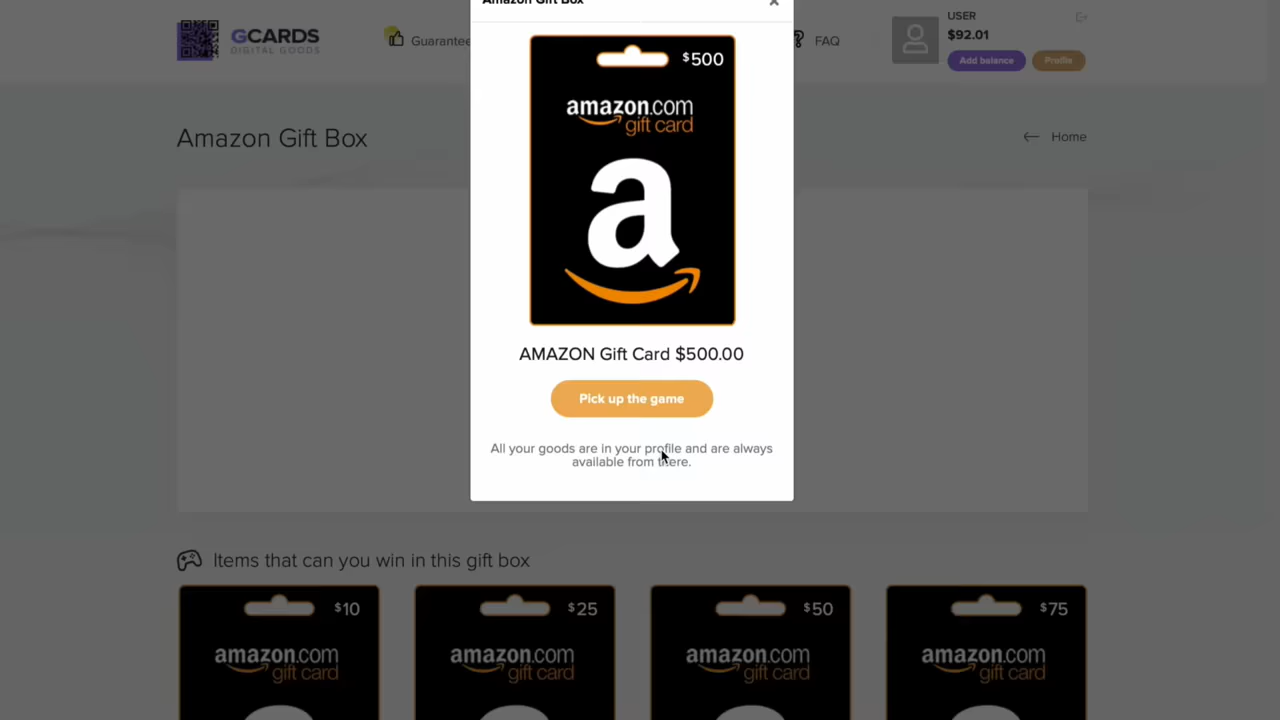 Amazon Gift Box
GCARDS
DIGITAL GOODS
Guarantee
FAQ
USER
$92.01
Add balance
Profile
Amazon Gift Box
Home
$500
amazon.com
gift card
a
AMAZON Gift Card $500.00
Pick up the game
All your goods are in your profile and are always
available from there.
Items that can you win in this gift box
$10
$25
$50
$75
amazon.com
gift card
amazon.com
gift card
amazon.com
gift card
amazon.com
gift card